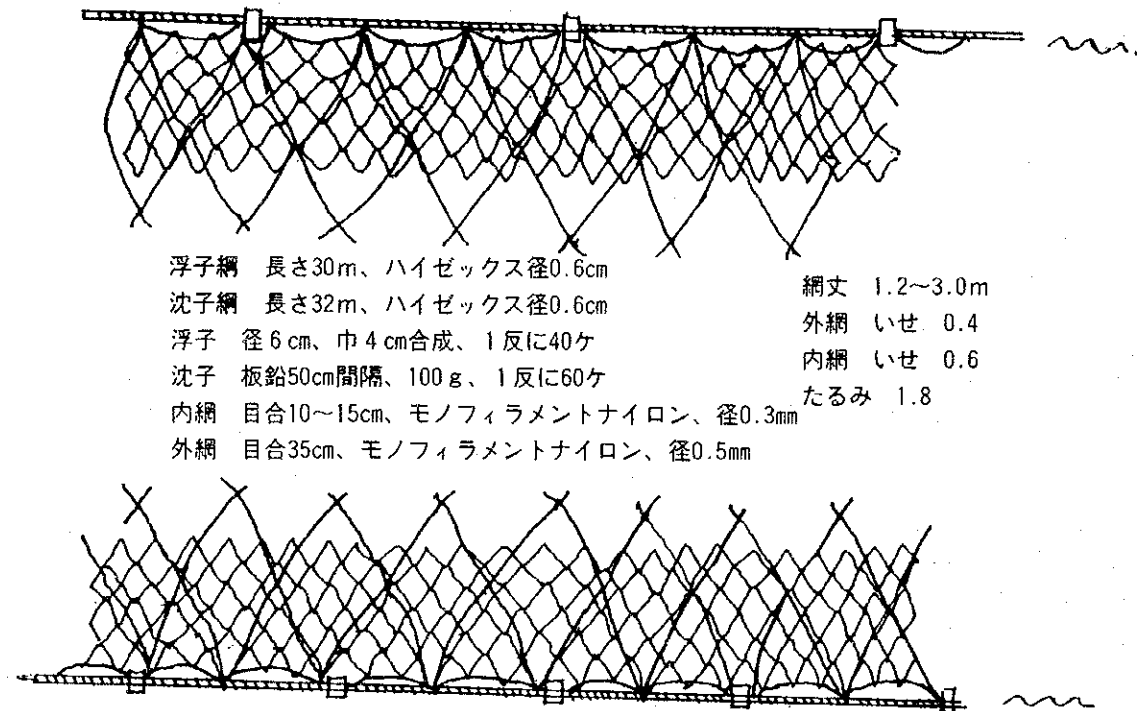 浮子綱 長さ30m、ハイゼックス径0.6cm
沈子綱 長さ32m、ハイゼックス径0.6cm
浮子 径6cm、巾4cm合成、1反に40ケ
沈子 板鉛50cm間隔、100g、1反に60ケ
内網 目合10~15cm、モノフィラメントナイロン、径0.3mm
外網 目合35cm、モノフィラメントナイロン、径0.5mm
網丈 1.2~3.0m
外網 いせ 0.4
内網 いせ 0.6
たるみ 1.8